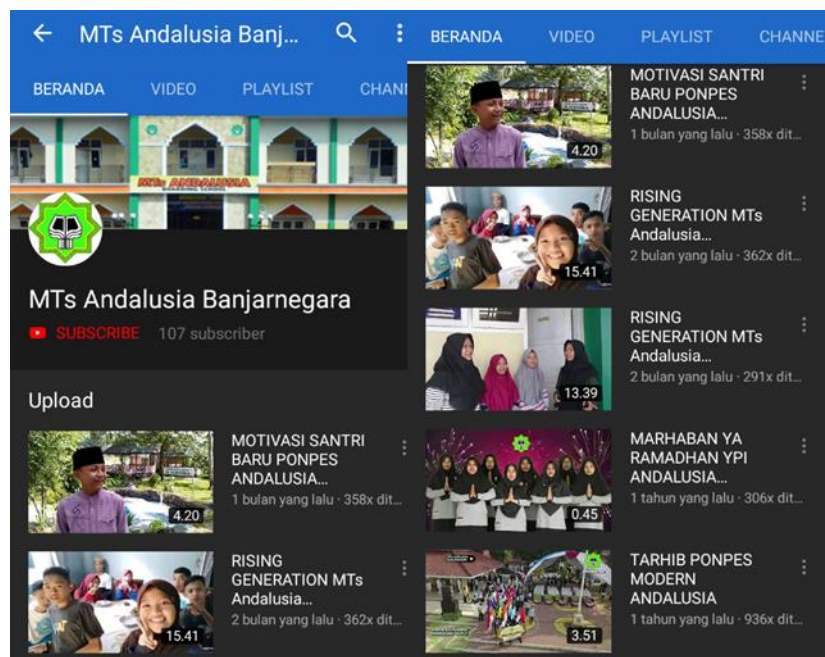 MTs Andalusia Banj...
BERANDA VIDEO PLAYLIST CHAN
MTs ANDALUSIA
BOARDING SCHOOL
MTs Andalusia Banjarnegara
SUBSCRIBE 107 subscriber
Upload
MOTIVASI SANTRI
BARU PONPES
ANDALUSIA...
1 bulan yang lalu · 358x dit...
4.20
RISING
GENERATION MTs
Andalusia...
2 bulan yang lalu · 362x dit...
15.41
BERANDA VIDEO PLAYLIST CHANNE
MOTIVASI SANTRI
BARU PONPES
ANDALUSIA...
1 bulan yang lalu · 358x dit...
4.20
RISING
GENERATION MTs
Andalusia...
2 bulan yang lalu · 362x dit...
15.41
RISING
GENERATION MTs
Andalusia...
2 bulan yang lalu · 291x dit...
13.39
MARHABAN YA
RAMADHAN YPI
ANDALUSIA...
1 tahun yang lalu · 306x dit...
0.45
TARHIB PONPES
MODERN
ANDALUSIA
1 tahun yang lalu · 936x dit...
3.51